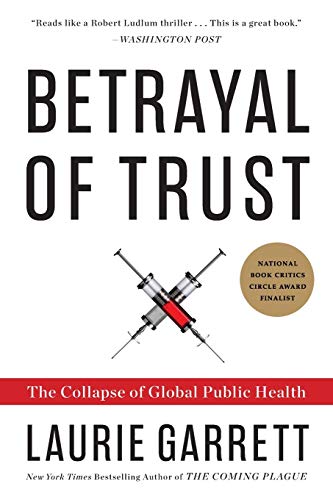 “Reads like a Robert Ludlum thriller . . . This is a great book.”
—WASHINGTON POST
BETRAYAL
OF TRUST
NATIONAL
BOOK CRITICS
CIRCLE AWARD
FINALIST
The Collapse of Global Public Health
LAURIE GARRETT
New York Times Bestselling Author of THE COMING PLAGUE